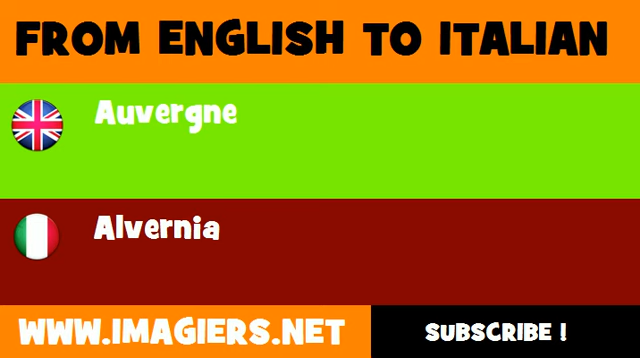 FROM ENGLISH TO ITALIAN
Auvergne
Alvernia
WWW.IMAGIERS.NET
SUBSCRIBE !